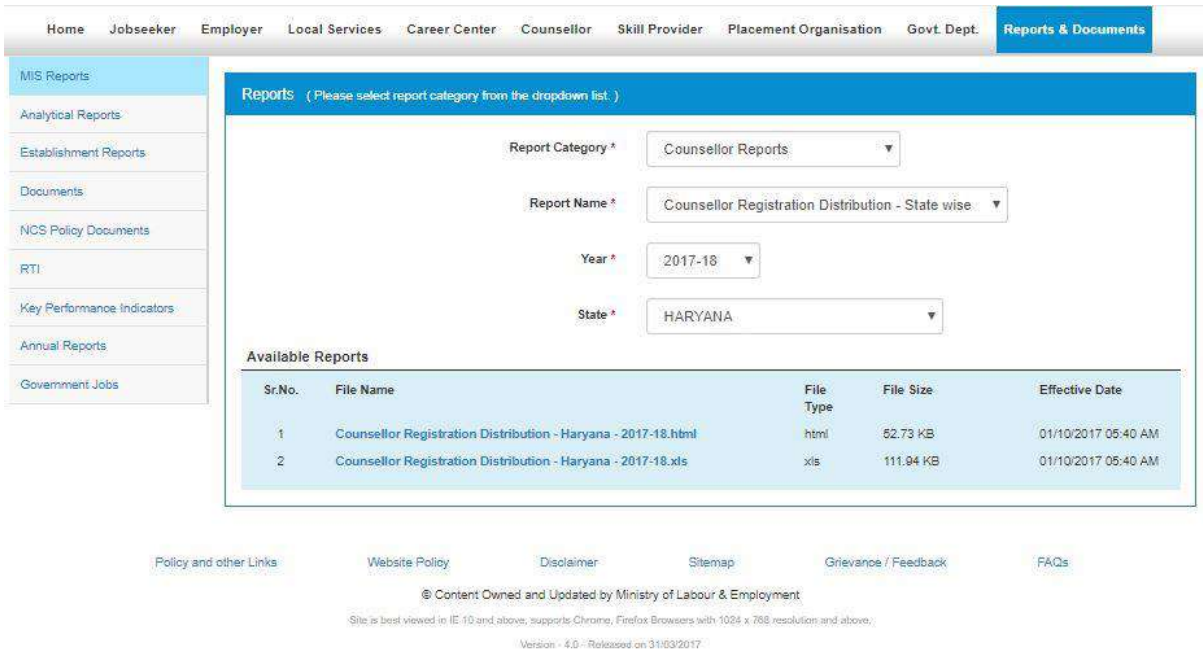 Home Jobseeker Employer Local Services Career Center Counsellor Skill Provider Placement Organisation Govt. Dept. Reports & Documents
MIS Reports
Analytical Reports
Establishment Reports
Documents
NCS Policy Documents
RTI
Key Performance Indicators
Annual Reports
Government Jobs
Reports ( Please select report category from the dropdown list. )
Report Category * Counsellor Reports
Report Name * Counsellor Registration Distribution - State wise
Year * 2017-18
State * HARYANA
Available Reports
Sr.No. File Name File Type File Size Effective Date
1 Counsellor Registration Distribution - Haryana - 2017-18.html html 52.73 KB 01/10/2017 05:40 AM
2 Counsellor Registration Distribution - Haryana - 2017-18.xls xls 111.94 KB 01/10/2017 05:40 AM
Policy and other Links Website Policy Disclaimer Sitemap Grievance / Feedback FAQs
© Content Owned and Updated by Ministry of Labour & Employment
Site is best viewed in IE 10 and above, supports Chrome, Firefox Browsers with 1024 x 768 resolution and above.
Version - 4.0 - Released on 31/03/2017